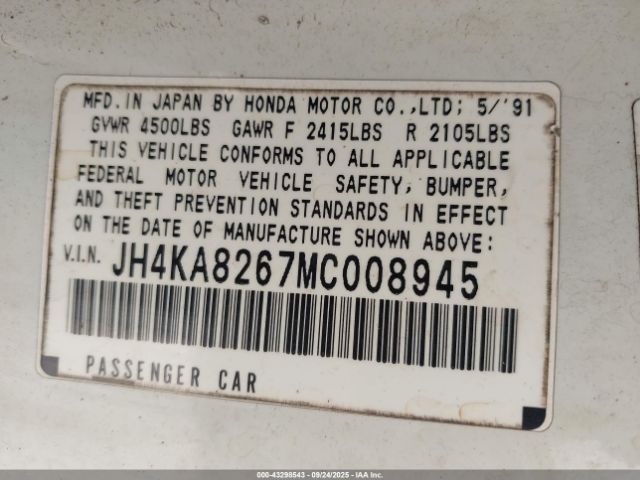 MFD. IN JAPAN BY HONDA MOTOR CO.,LTD; 5/'91
GVWR 4500LBS GAWR F 2415LBS R 2105LBS
THIS VEHICLE CONFORMS TO ALL APPLICABLE
FEDERAL MOTOR VEHICLE SAFETY, BUMPER,
AND THEFT PREVENTION STANDARDS IN EFFECT
ON THE DATE OF MANUFACTURE SHOWN ABOVE:
V.I.N. JH4KA8267MC008945
PASSENGER CAR
000-43298543 - 09/24/2025 - IAA Inc.